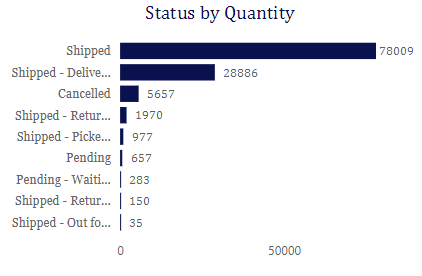 Status by Quantity
Shipped 78009
Shipped - Delive... 28886
Cancelled 5657
Shipped - Retur... 1970
Shipped - Picke... 977
Pending 657
Pending - Waiti... 283
Shipped - Retur... 150
Shipped - Out fo... 35
0 50000